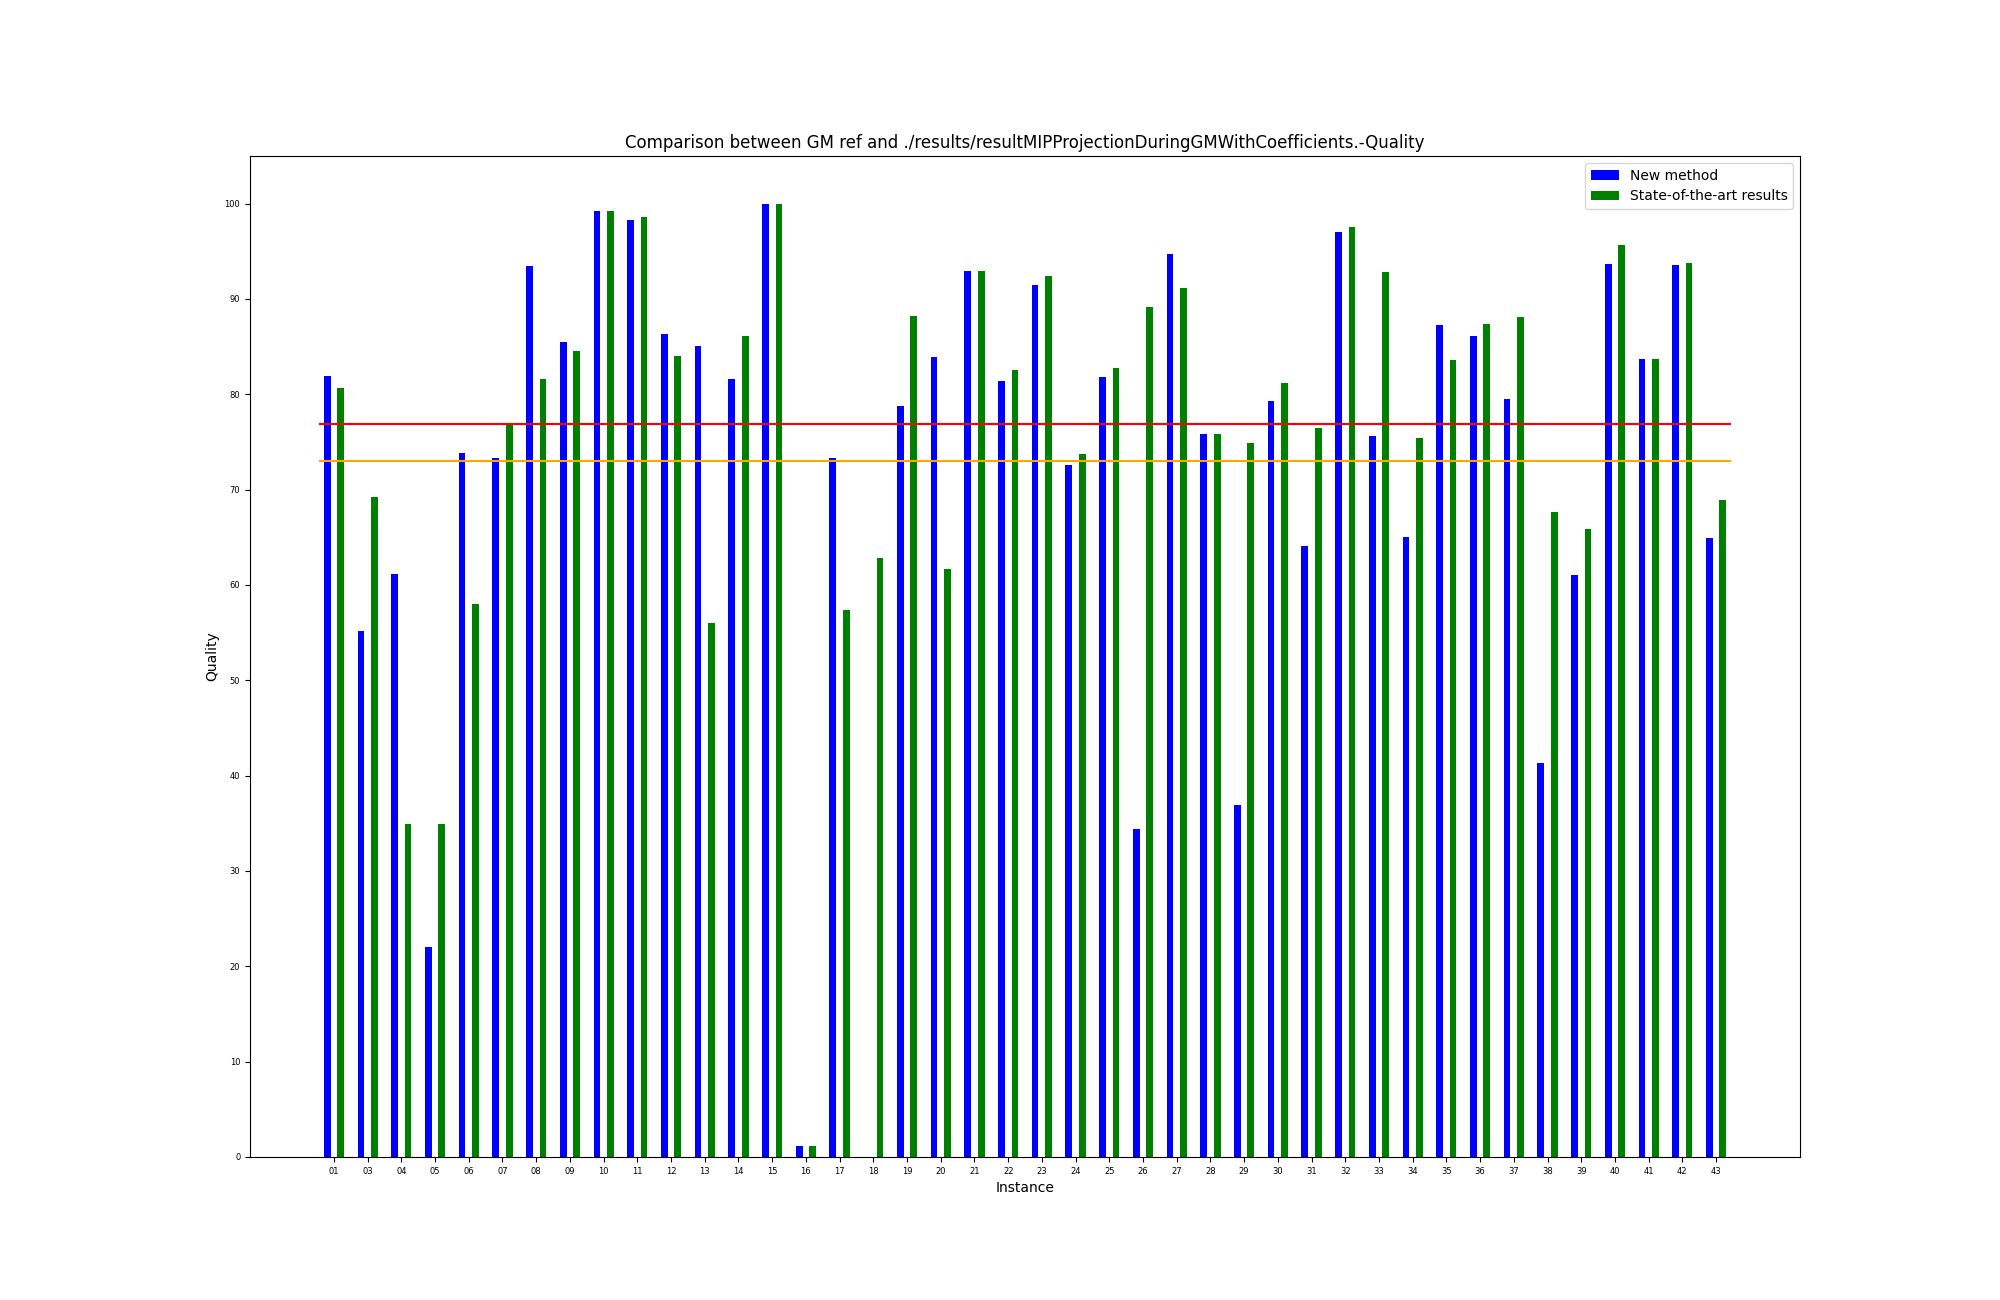 Comparison between GM ref and ./results/resultMIPProjectionDuringGMWithCoefficients.-Quality
New method
State-of-the-art results
100
90
80
70
60
50
40
30
20
10
0
Quality
01 03 04 05 06 07 08 09 10 11 12 13 14 15 16 17 18 19 20 21 22 23 24 25 26 27 28 29 30 31 32 33 34 35 36 37 38 39 40 41 42 43
Instance